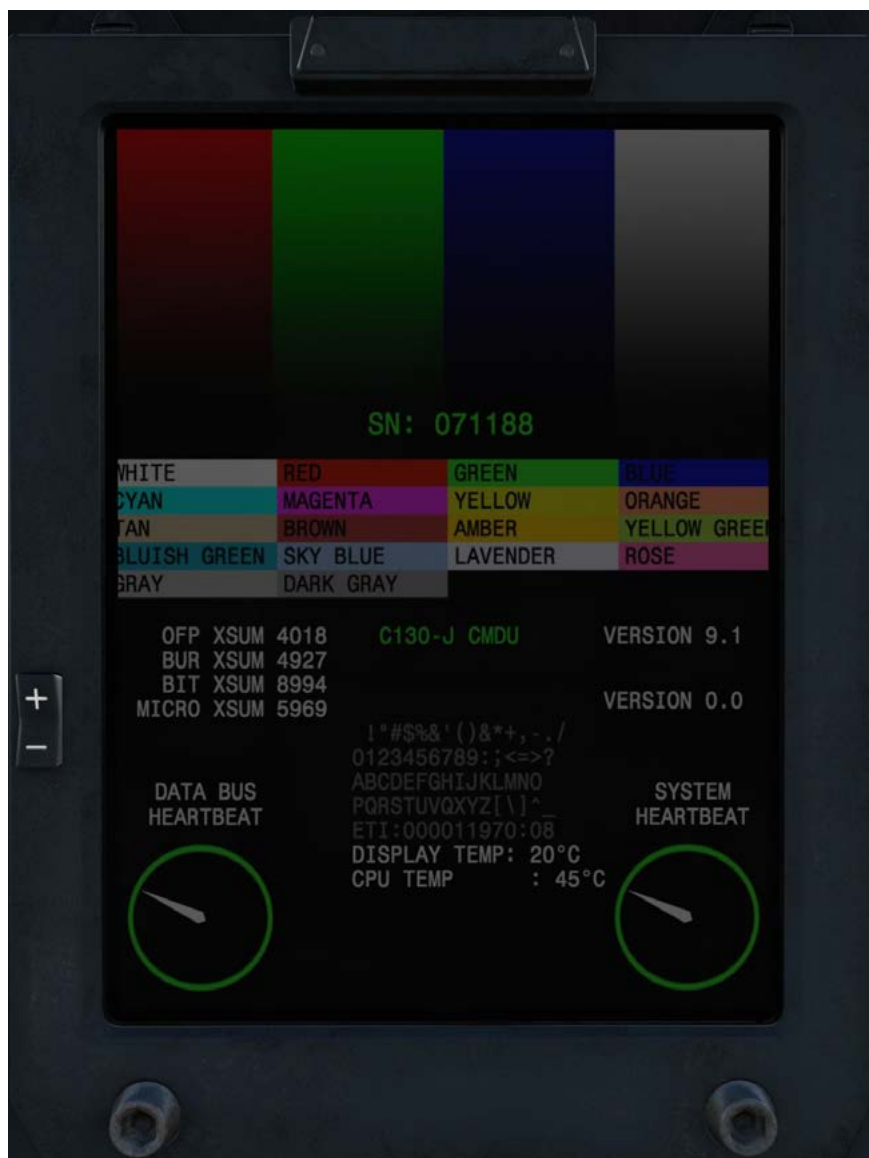 SN: 071188
WHITE RED GREEN BLUE
CYAN MAGENTA YELLOW ORANGE
TAN BROWN AMBER YELLOW GREE
BLUISH GREEN SKY BLUE LAVENDER ROSE
GRAY DARK GRAY
OFP XSUM 4018 C130-J CMDU VERSION 9.1
BUR XSUM 4927
BIT XSUM 8994
MICRO XSUM 5969 VERSION 0.0
!"#$%&'()&*+,-./
0123456789:;<=>?
ABCDEFGHIJKLMNO
PQRSTUVQXYZ[\]^_
ETI:000011970:08
DISPLAY TEMP: 20°C
CPU TEMP : 45°C
DATA BUS
HEARTBEAT
SYSTEM
HEARTBEAT
+
−